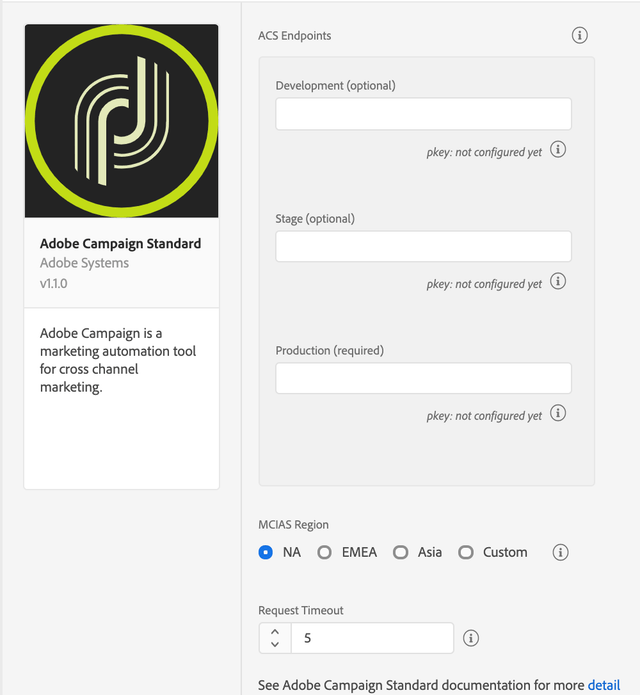 Adobe Campaign Standard
Adobe Systems
v1.1.0
Adobe Campaign is a
marketing automation tool
for cross channel
marketing.
ACS Endpoints
Development (optional)
pkey: not configured yet
Stage (optional)
pkey: not configured yet
Production (required)
pkey: not configured yet
MCIAS Region
NA EMEA Asia Custom
Request Timeout
5
See Adobe Campaign Standard documentation for more detail